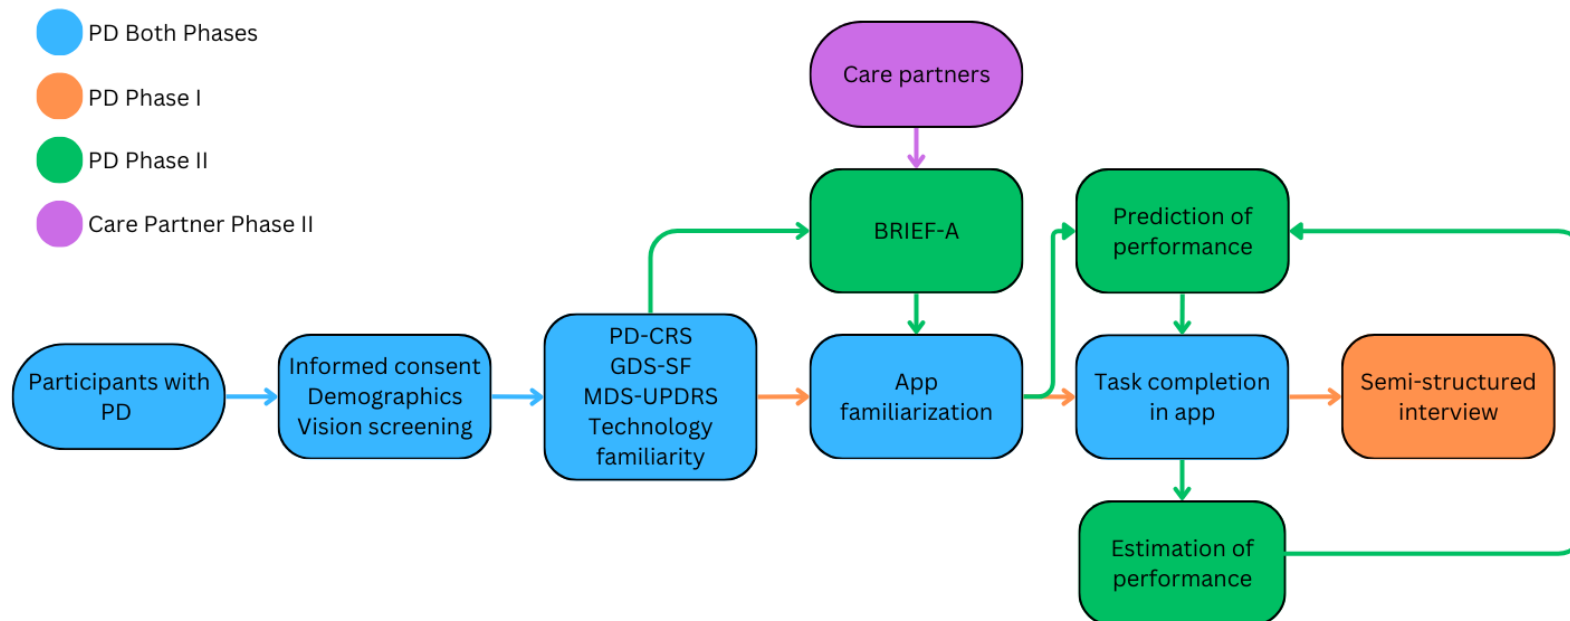 PD Both Phases
PD Phase I
PD Phase II
Care Partner Phase II
Care partners
BRIEF-A
Prediction of
performance
Participants with
PD
Informed consent
Demographics
Vision screening
PD-CRS
GDS-SF
MDS-UPDRS
Technology
familiarity
App
familiarization
Task completion
in app
Semi-structured
interview
Estimation of
performance